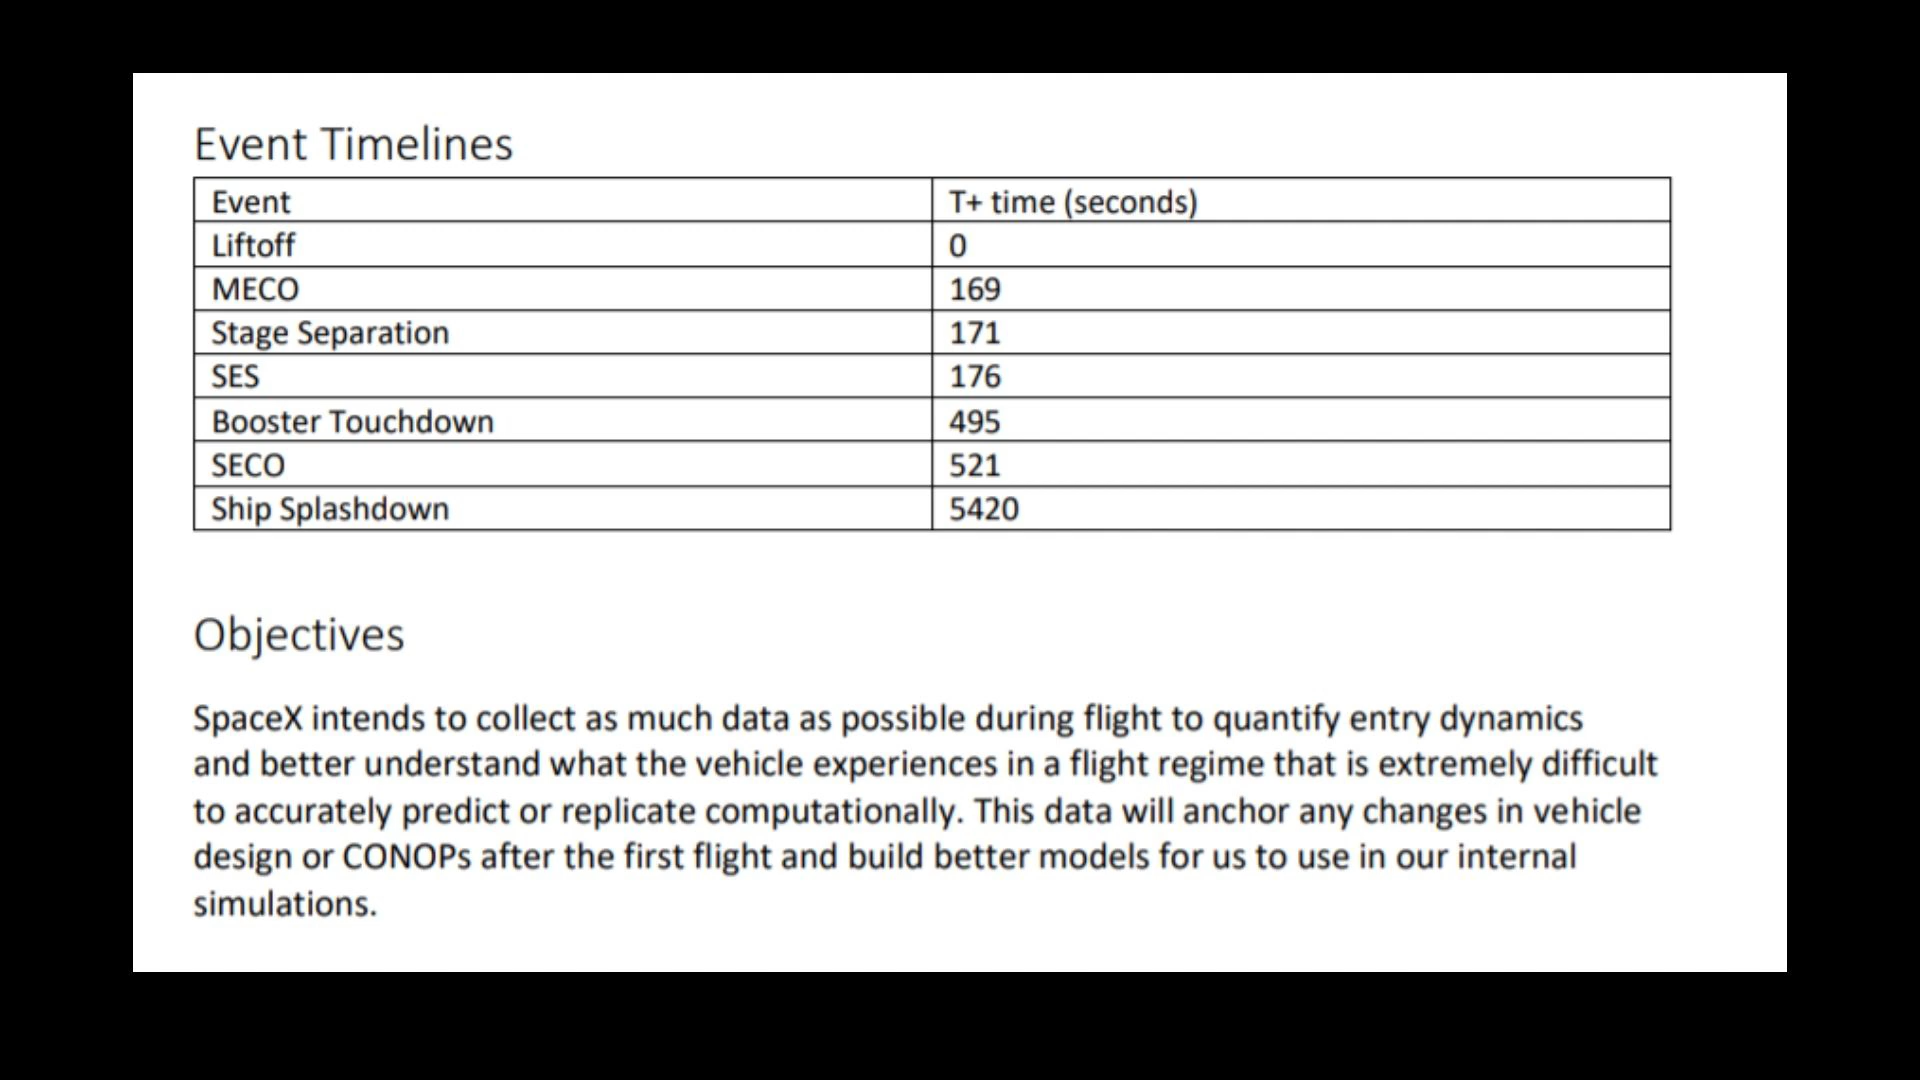 Event Timelines
Event T+ time (seconds)
Liftoff 0
MECO 169
Stage Separation 171
SES 176
Booster Touchdown 495
SECO 521
Ship Splashdown 5420
Objectives
SpaceX intends to collect as much data as possible during flight to quantify entry dynamics
and better understand what the vehicle experiences in a flight regime that is extremely difficult
to accurately predict or replicate computationally. This data will anchor any changes in vehicle
design or CONOPs after the first flight and build better models for us to use in our internal
simulations.